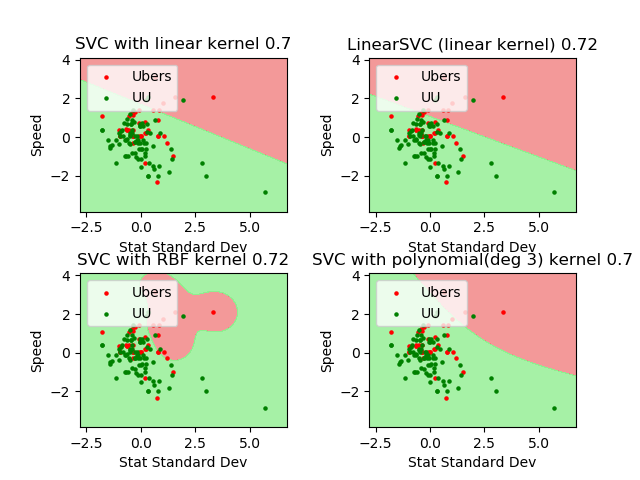 SVC with linear kernel 0.7
LinearSVC (linear kernel) 0.72
4
2
0
−2
Speed
Ubers
UU
−2.5 0.0 2.5 5.0
Stat Standard Dev
4
2
0
−2
Speed
Ubers
UU
−2.5 0.0 2.5 5.0
Stat Standard Dev
SVC with RBF kernel 0.72
SVC with polynomial(deg 3) kernel 0.7
4
2
0
−2
Speed
Ubers
UU
−2.5 0.0 2.5 5.0
Stat Standard Dev
4
2
0
−2
Speed
Ubers
UU
−2.5 0.0 2.5 5.0
Stat Standard Dev